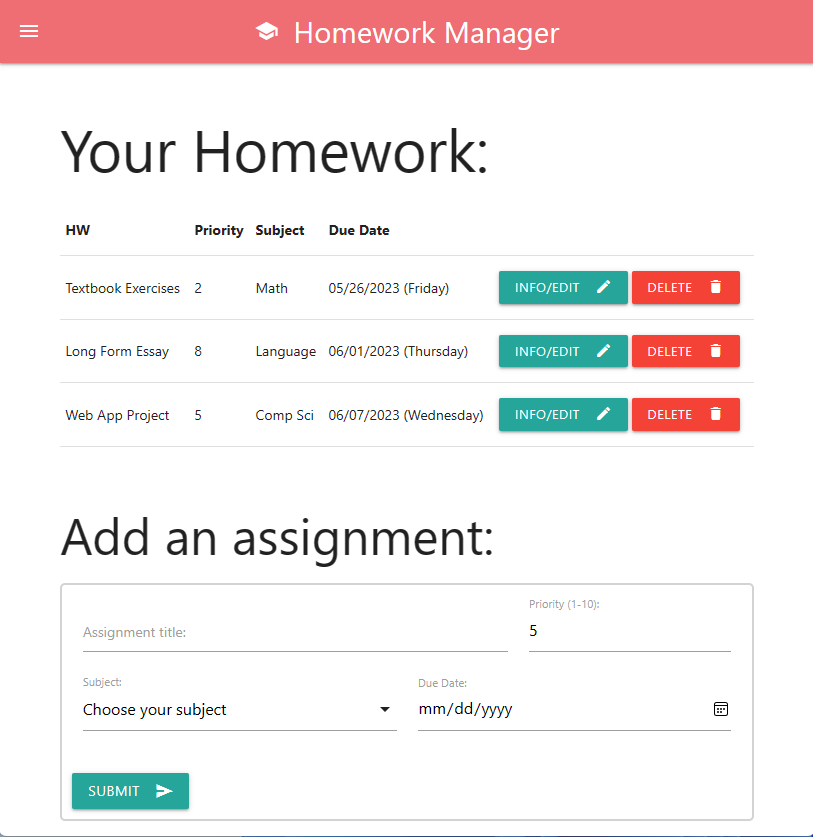 Homework Manager
Your Homework:
HW Priority Subject Due Date
Textbook Exercises 2 Math 05/26/2023 (Friday) INFO/EDIT DELETE
Long Form Essay 8 Language 06/01/2023 (Thursday) INFO/EDIT DELETE
Web App Project 5 Comp Sci 06/07/2023 (Wednesday) INFO/EDIT DELETE
Add an assignment:
Priority (1-10):
Assignment title: 5
Subject: Due Date:
Choose your subject mm/dd/yyyy
SUBMIT